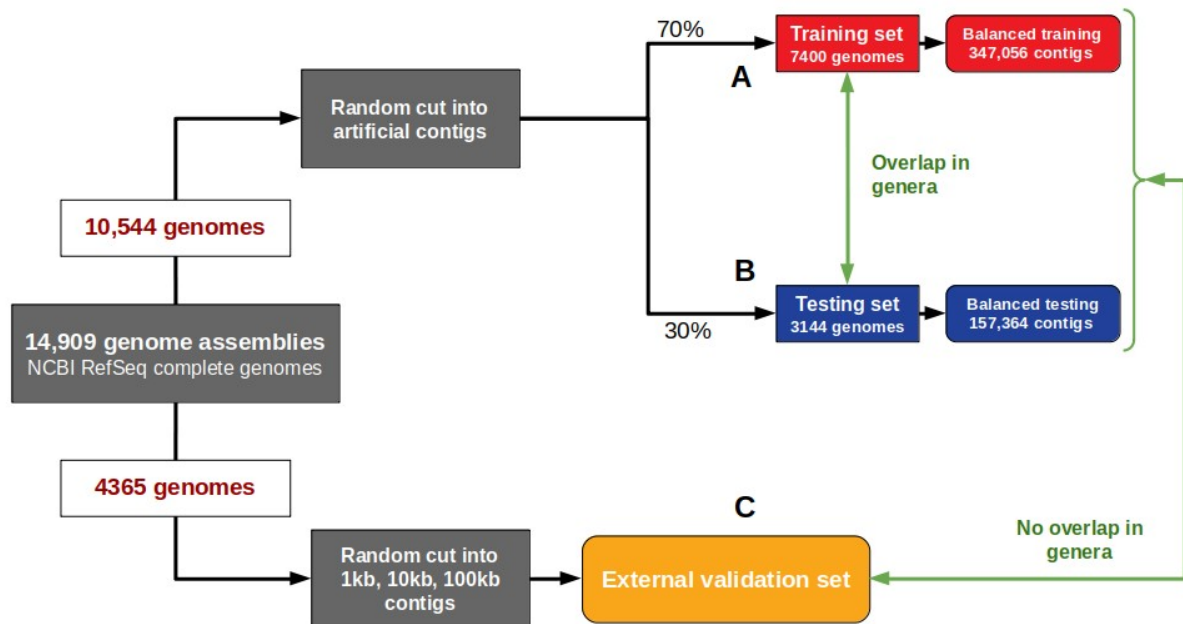 70%
Training set
7400 genomes
Balanced training
347,056 contigs
A
Random cut into
artificial contigs
Overlap in
genera
10,544 genomes
B
Testing set
3144 genomes
Balanced testing
157,364 contigs
30%
14,909 genome assemblies
NCBI RefSeq complete genomes
4365 genomes
C
No overlap in
genera
Random cut into
1kb, 10kb, 100kb
contigs
External validation set